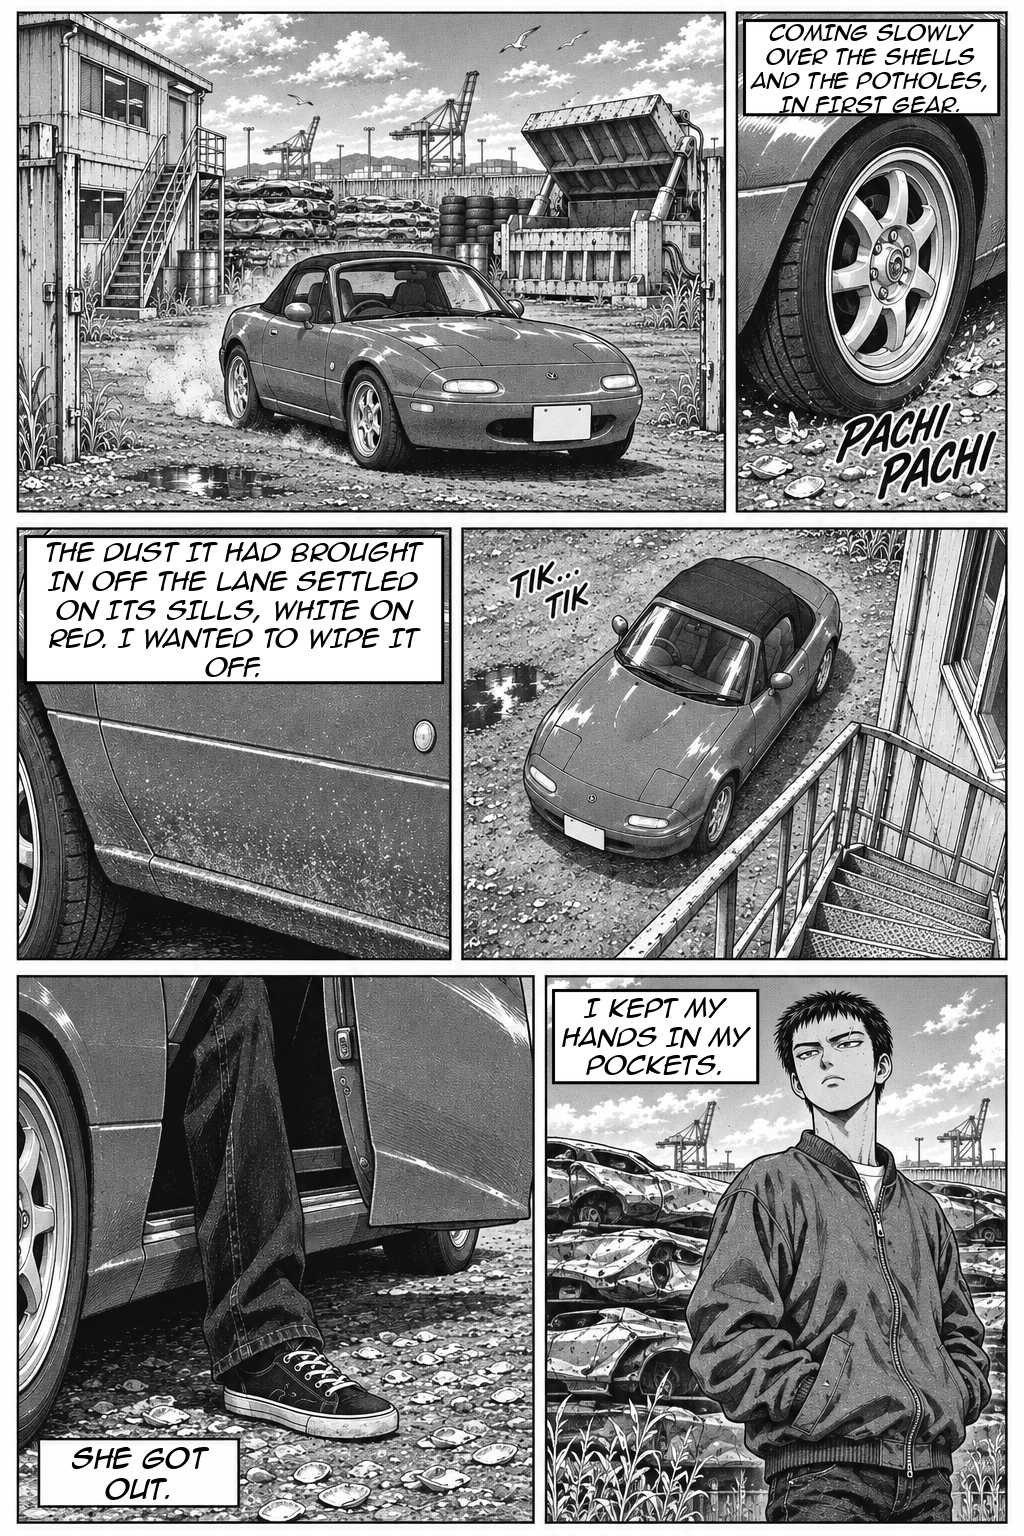 COMING SLOWLY
OVER THE SHELLS
AND THE POTHOLES,
IN FIRST GEAR.
PACHI
PACHI
THE DUST IT HAD BROUGHT
IN OFF THE LANE SETTLED
ON ITS SILLS, WHITE ON
RED. I WANTED TO WIPE IT
OFF.
TIK...
TIK
SHE GOT
OUT.
I KEPT MY
HANDS IN MY
POCKETS.